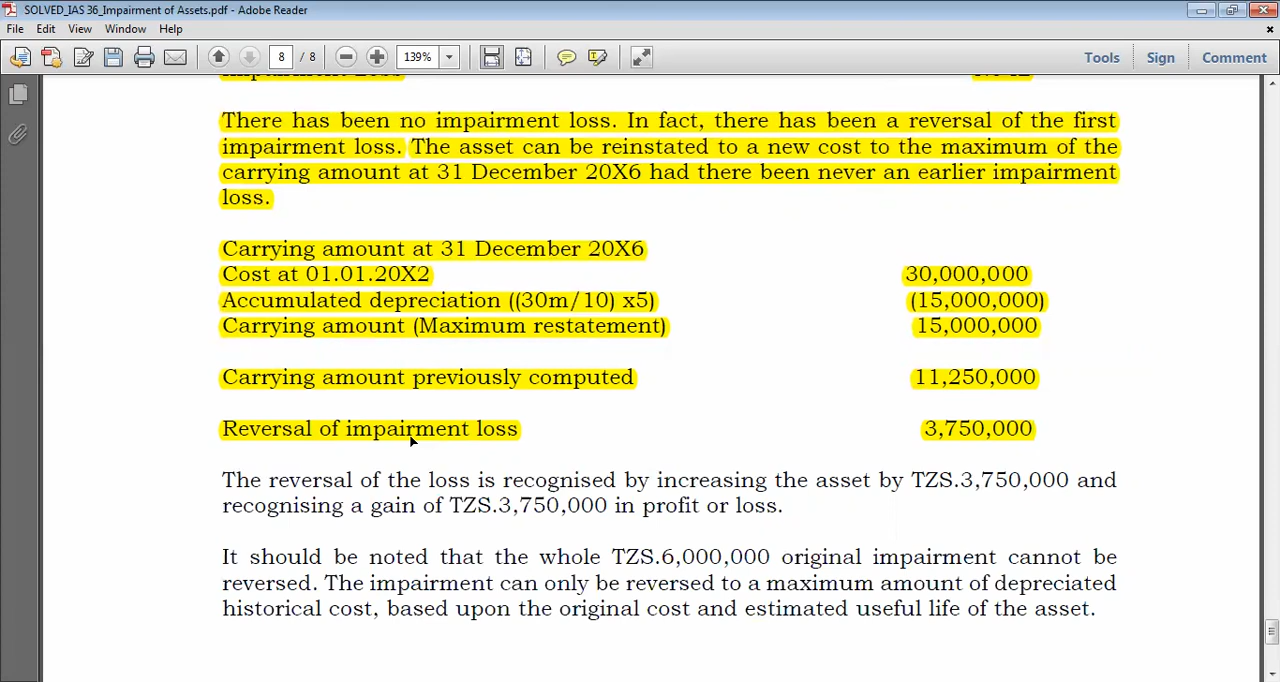 SOLVED_IAS 36_Impairment of Assets.pdf - Adobe Reader
File Edit View Window Help
8 / 8 139% Tools Sign Comment
Impairment Loss
There has been no impairment loss. In fact, there has been a reversal of the first
impairment loss. The asset can be reinstated to a new cost to the maximum of the
carrying amount at 31 December 20X6 had there been never an earlier impairment
loss.
Carrying amount at 31 December 20X6
Cost at 01.01.20X2 30,000,000
Accumulated depreciation ((30m/10) x5) (15,000,000)
Carrying amount (Maximum restatement) 15,000,000
Carrying amount previously computed 11,250,000
Reversal of impairment loss 3,750,000
The reversal of the loss is recognised by increasing the asset by TZS.3,750,000 and
recognising a gain of TZS.3,750,000 in profit or loss.
It should be noted that the whole TZS.6,000,000 original impairment cannot be
reversed. The impairment can only be reversed to a maximum amount of depreciated
historical cost, based upon the original cost and estimated useful life of the asset.